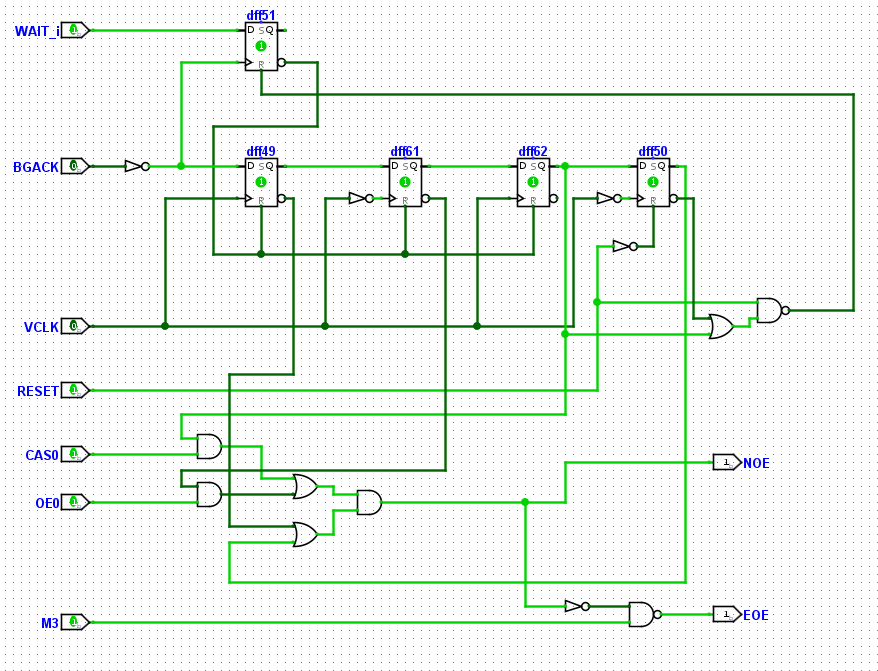 dff51
WAIT_i
D S Q
1
R
dff49
dff61
dff62
dff50
BGACK
0
D S Q
D S Q
D S Q
D S Q
1
1
1
1
R
R
R
R
VCLK
0
RESET
1
CAS0
1
1
NOE
OE0
1
M3
1
1
EOE